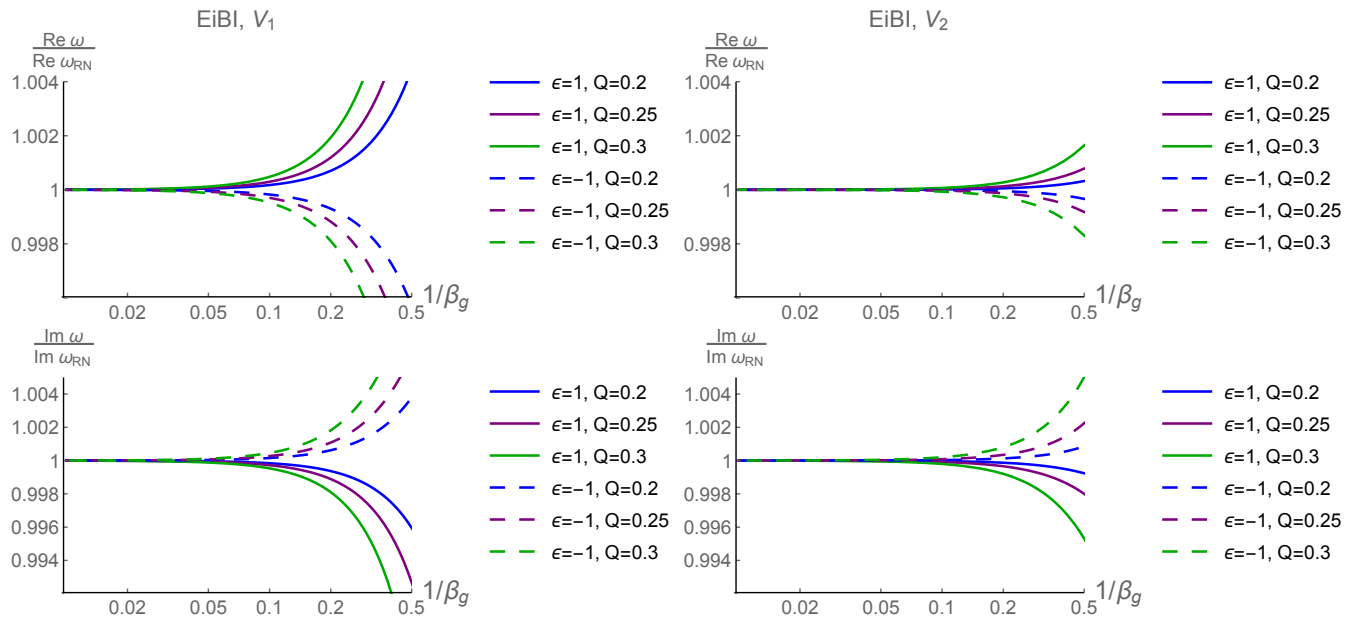 EiBI, V₁
Re ω
Re ω_RN
1.004
1.002
1
0.998
0.02
0.05
0.1
0.2
0.5
1/β_g
ϵ=1, Q=0.2
ϵ=1, Q=0.25
ϵ=1, Q=0.3
ϵ=−1, Q=0.2
ϵ=−1, Q=0.25
ϵ=−1, Q=0.3
EiBI, V₂
Re ω
Re ω_RN
1.004
1.002
1
0.998
0.02
0.05
0.1
0.2
0.5
1/β_g
ϵ=1, Q=0.2
ϵ=1, Q=0.25
ϵ=1, Q=0.3
ϵ=−1, Q=0.2
ϵ=−1, Q=0.25
ϵ=−1, Q=0.3
Im ω
Im ω_RN
1.004
1.002
1
0.998
0.996
0.994
0.02
0.05
0.1
0.2
0.5
1/β_g
ϵ=1, Q=0.2
ϵ=1, Q=0.25
ϵ=1, Q=0.3
ϵ=−1, Q=0.2
ϵ=−1, Q=0.25
ϵ=−1, Q=0.3
Im ω
Im ω_RN
1.004
1.002
1
0.998
0.996
0.994
0.02
0.05
0.1
0.2
0.5
1/β_g
ϵ=1, Q=0.2
ϵ=1, Q=0.25
ϵ=1, Q=0.3
ϵ=−1, Q=0.2
ϵ=−1, Q=0.25
ϵ=−1, Q=0.3